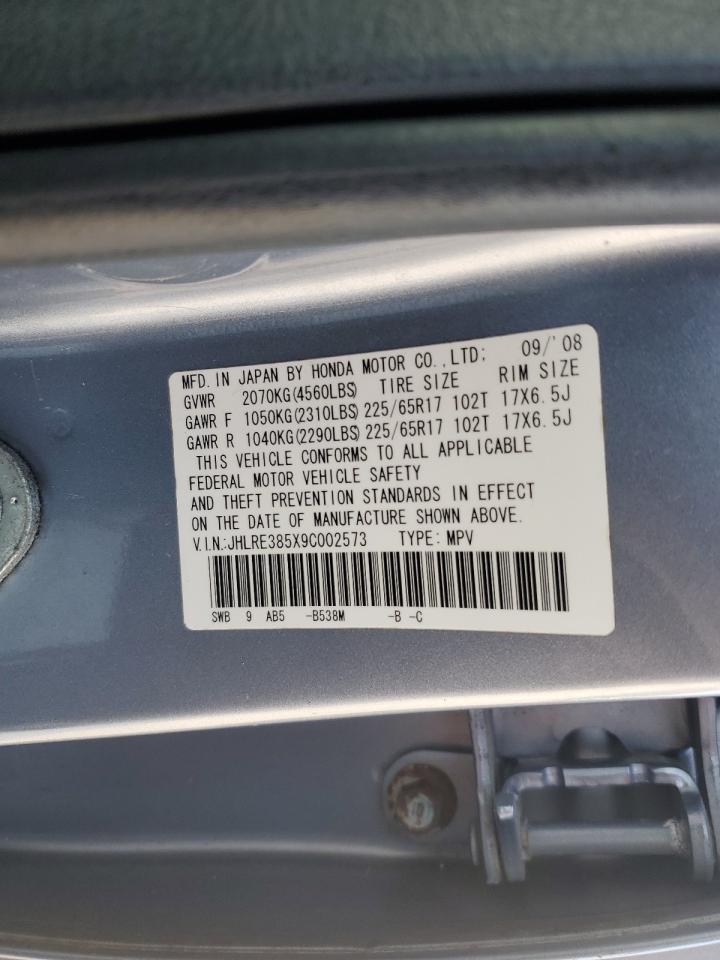 MFD. IN JAPAN BY HONDA MOTOR CO., LTD: 09/'08
GVWR 2070KG(4560LBS) TIRE SIZE RIM SIZE
GAWR F 1050KG(2310LBS) 225/65R17 102T 17X6.5J
GAWR R 1040KG(2290LBS) 225/65R17 102T 17X6.5J
THIS VEHICLE CONFORMS TO ALL APPLICABLE
FEDERAL MOTOR VEHICLE SAFETY
AND THEFT PREVENTION STANDARDS IN EFFECT
ON THE DATE OF MANUFACTURE SHOWN ABOVE.
V.I.N.:JHLRE385X9C002573 TYPE: MPV
SWB 9 AB5 -B538M -B -C